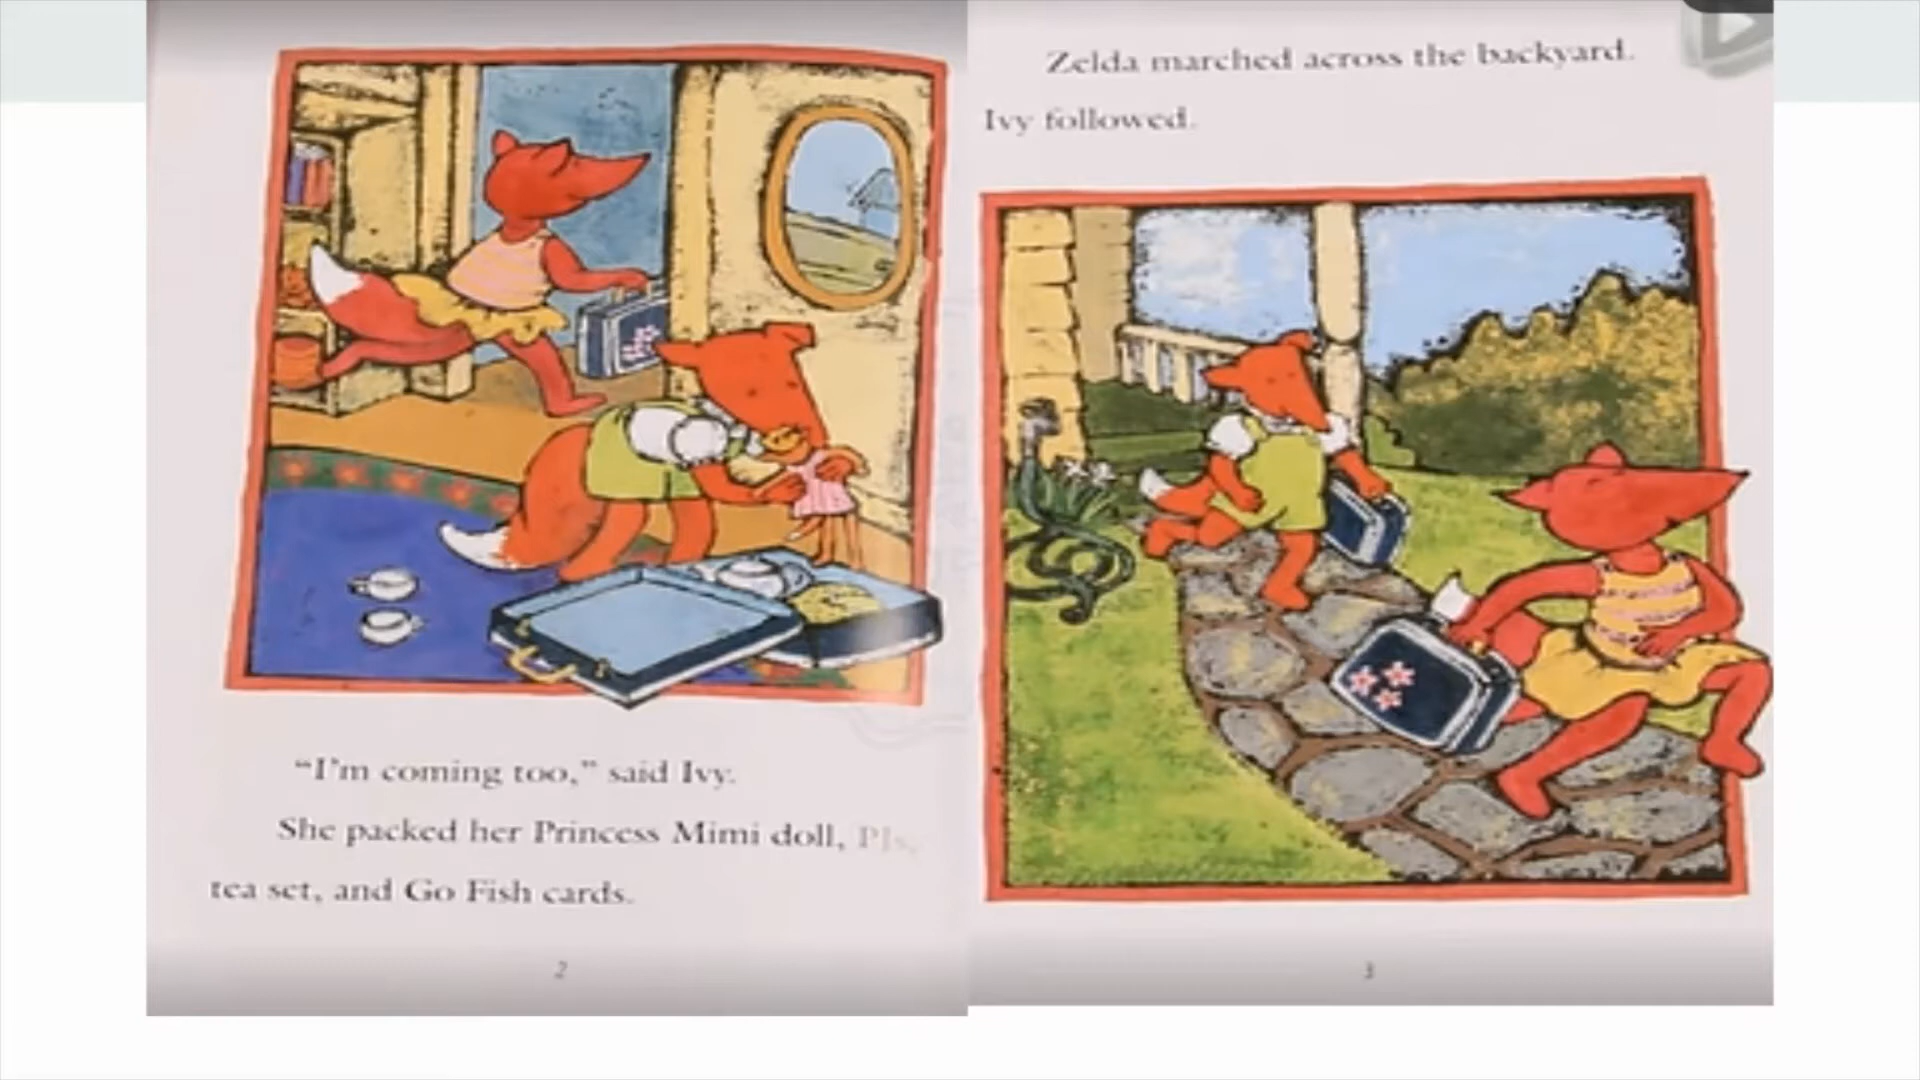 "I'm coming too," said Ivy.
She packed her Princess Mimi doll,
tea set, and Go Fish cards.
2
Zelda marched across the backyard.
Ivy followed.
3